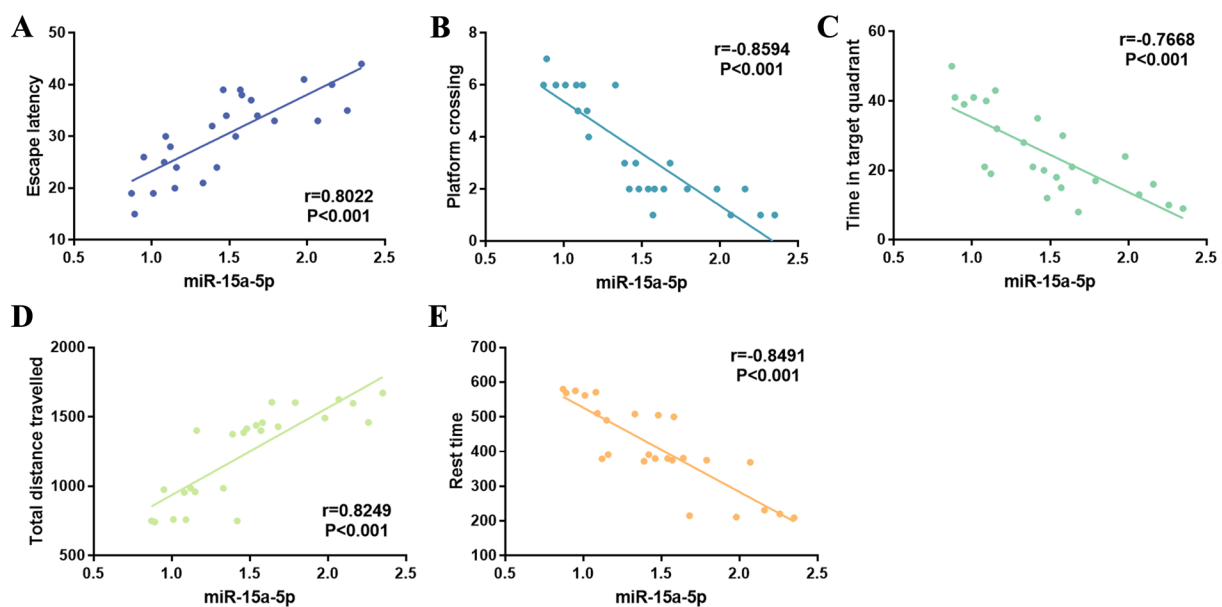 A
Escape latency
50
40
30
20
10
r=0.8022
P<0.001
0.5 1.0 1.5 2.0 2.5
miR-15a-5p
B
Platform crossing
8
6
4
2
0
r=-0.8594
P<0.001
0.5 1.0 1.5 2.0 2.5
miR-15a-5p
C
Time in target quadrant
60
40
20
0
r=-0.7668
P<0.001
0.5 1.0 1.5 2.0 2.5
miR-15a-5p
D
Total distance travelled
2000
1500
1000
500
r=0.8249
P<0.001
0.5 1.0 1.5 2.0 2.5
miR-15a-5p
E
Rest time
700
600
500
400
300
200
100
r=-0.8491
P<0.001
0.5 1.0 1.5 2.0 2.5
miR-15a-5p